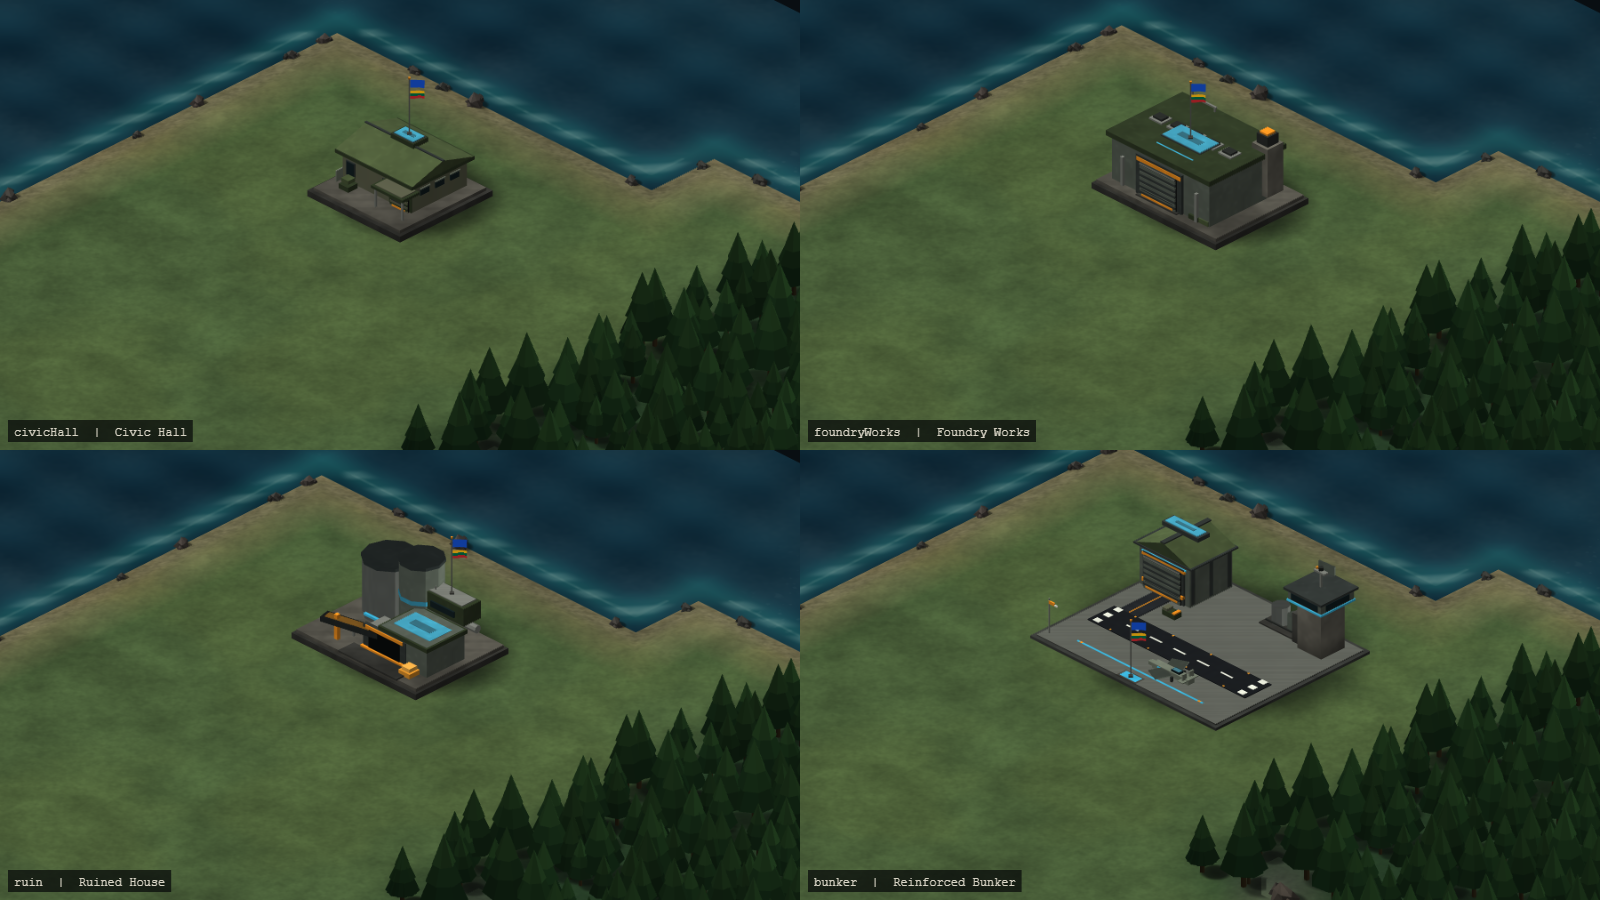 civicHall | Civic Hall
foundryWorks | Foundry Works
ruin | Ruined House
bunker | Reinforced Bunker